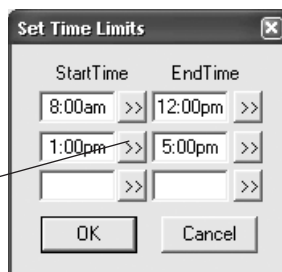 Set Time Limits
StartTime EndTime
8:00am >> 12:00pm >>
1:00pm >> 5:00pm >>
>> >>
OK Cancel